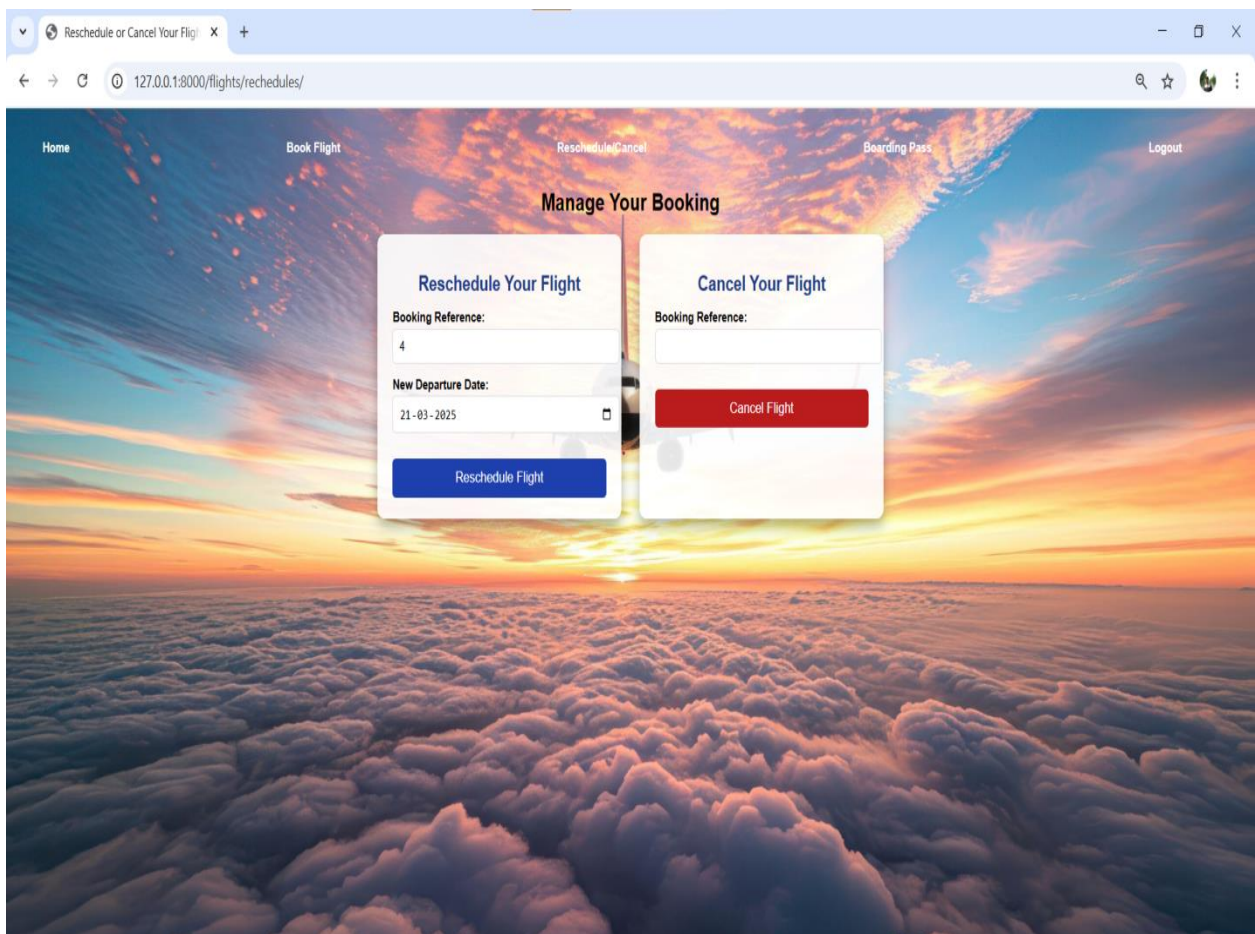 Reschedule or Cancel Your Flig
127.0.0.1:8000/flights/rechedules/
Home Book Flight Reschedule/Cancel Boarding Pass Logout
Manage Your Booking
Reschedule Your Flight
Booking Reference:
4
New Departure Date:
21-03-2025
Reschedule Flight
Cancel Your Flight
Booking Reference:
Cancel Flight